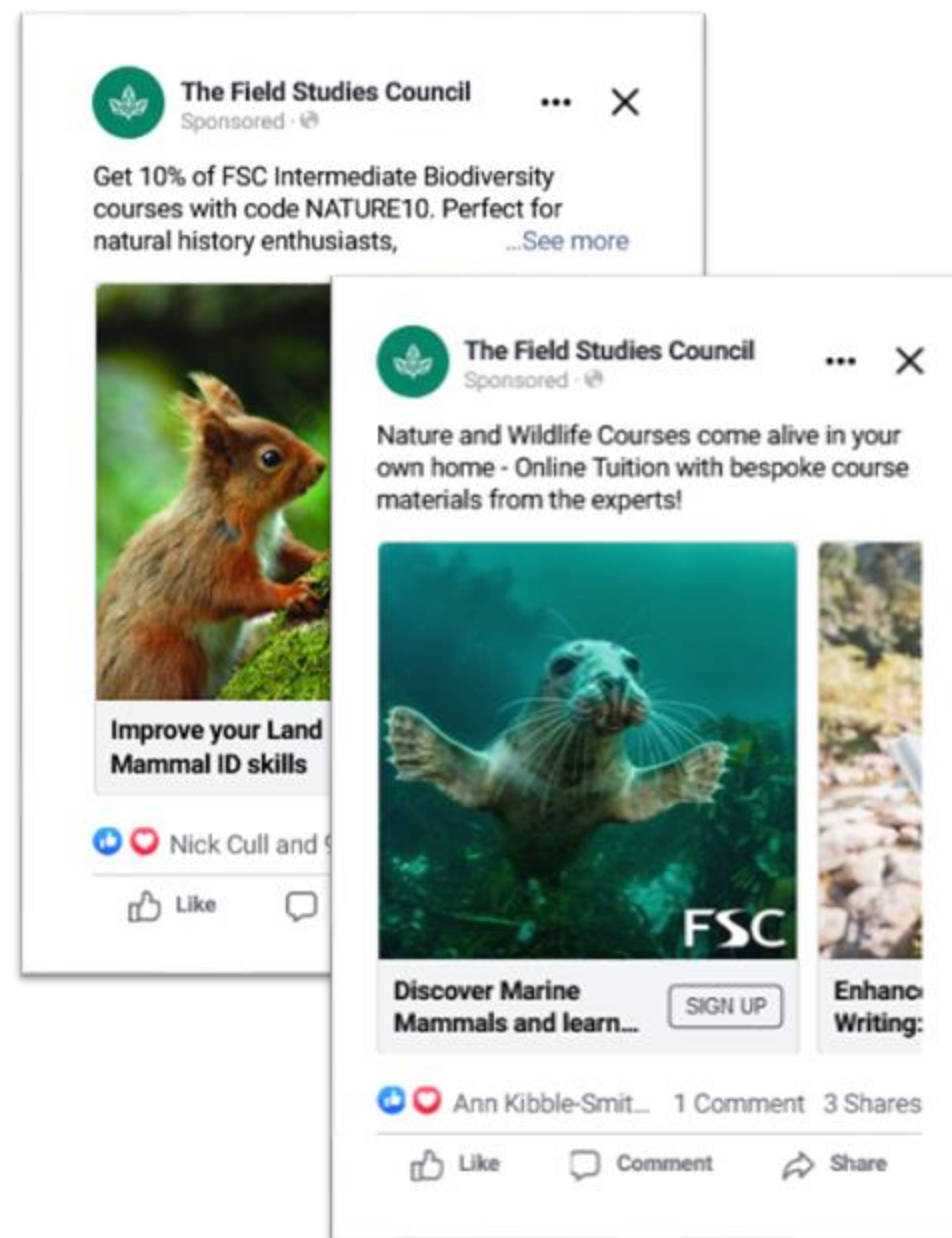 The Field Studies Council
Sponsored ·
Get 10% of FSC Intermediate Biodiversity
courses with code NATURE10. Perfect for
natural history enthusiasts, ...See more
Improve your Land
Mammal ID skills
Nick Cull and
Like
The Field Studies Council
Sponsored ·
Nature and Wildlife Courses come alive in your
own home - Online Tuition with bespoke course
materials from the experts!
FSC
Discover Marine
Mammals and learn...
SIGN UP
Enhanc
Writing:
Ann Kibble-Smit... 1 Comment 3 Shares
Like Comment Share